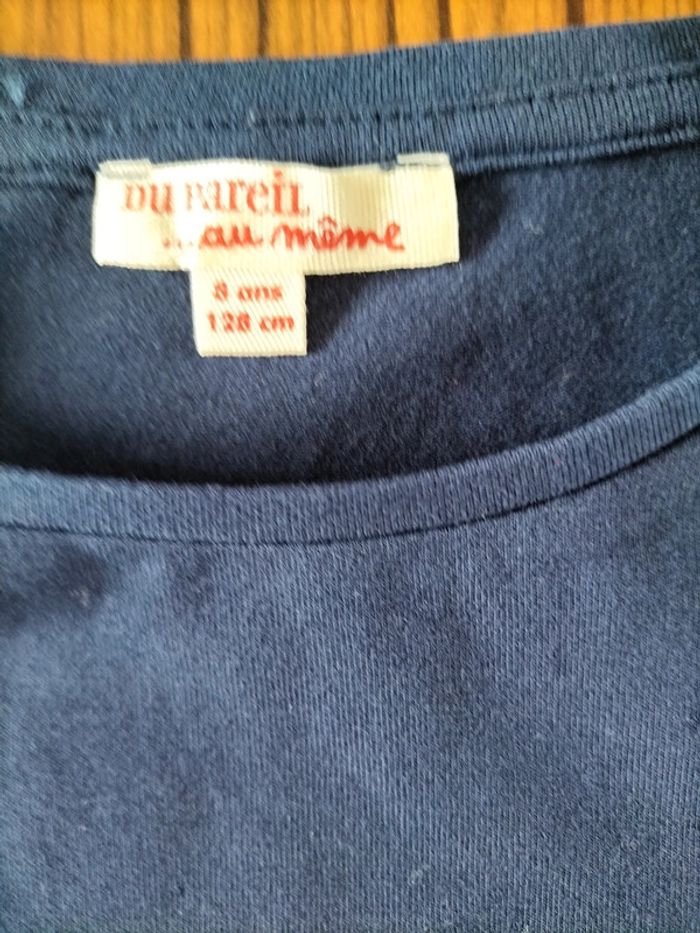 DU PAREIL
...au même
8 ans
128 cm